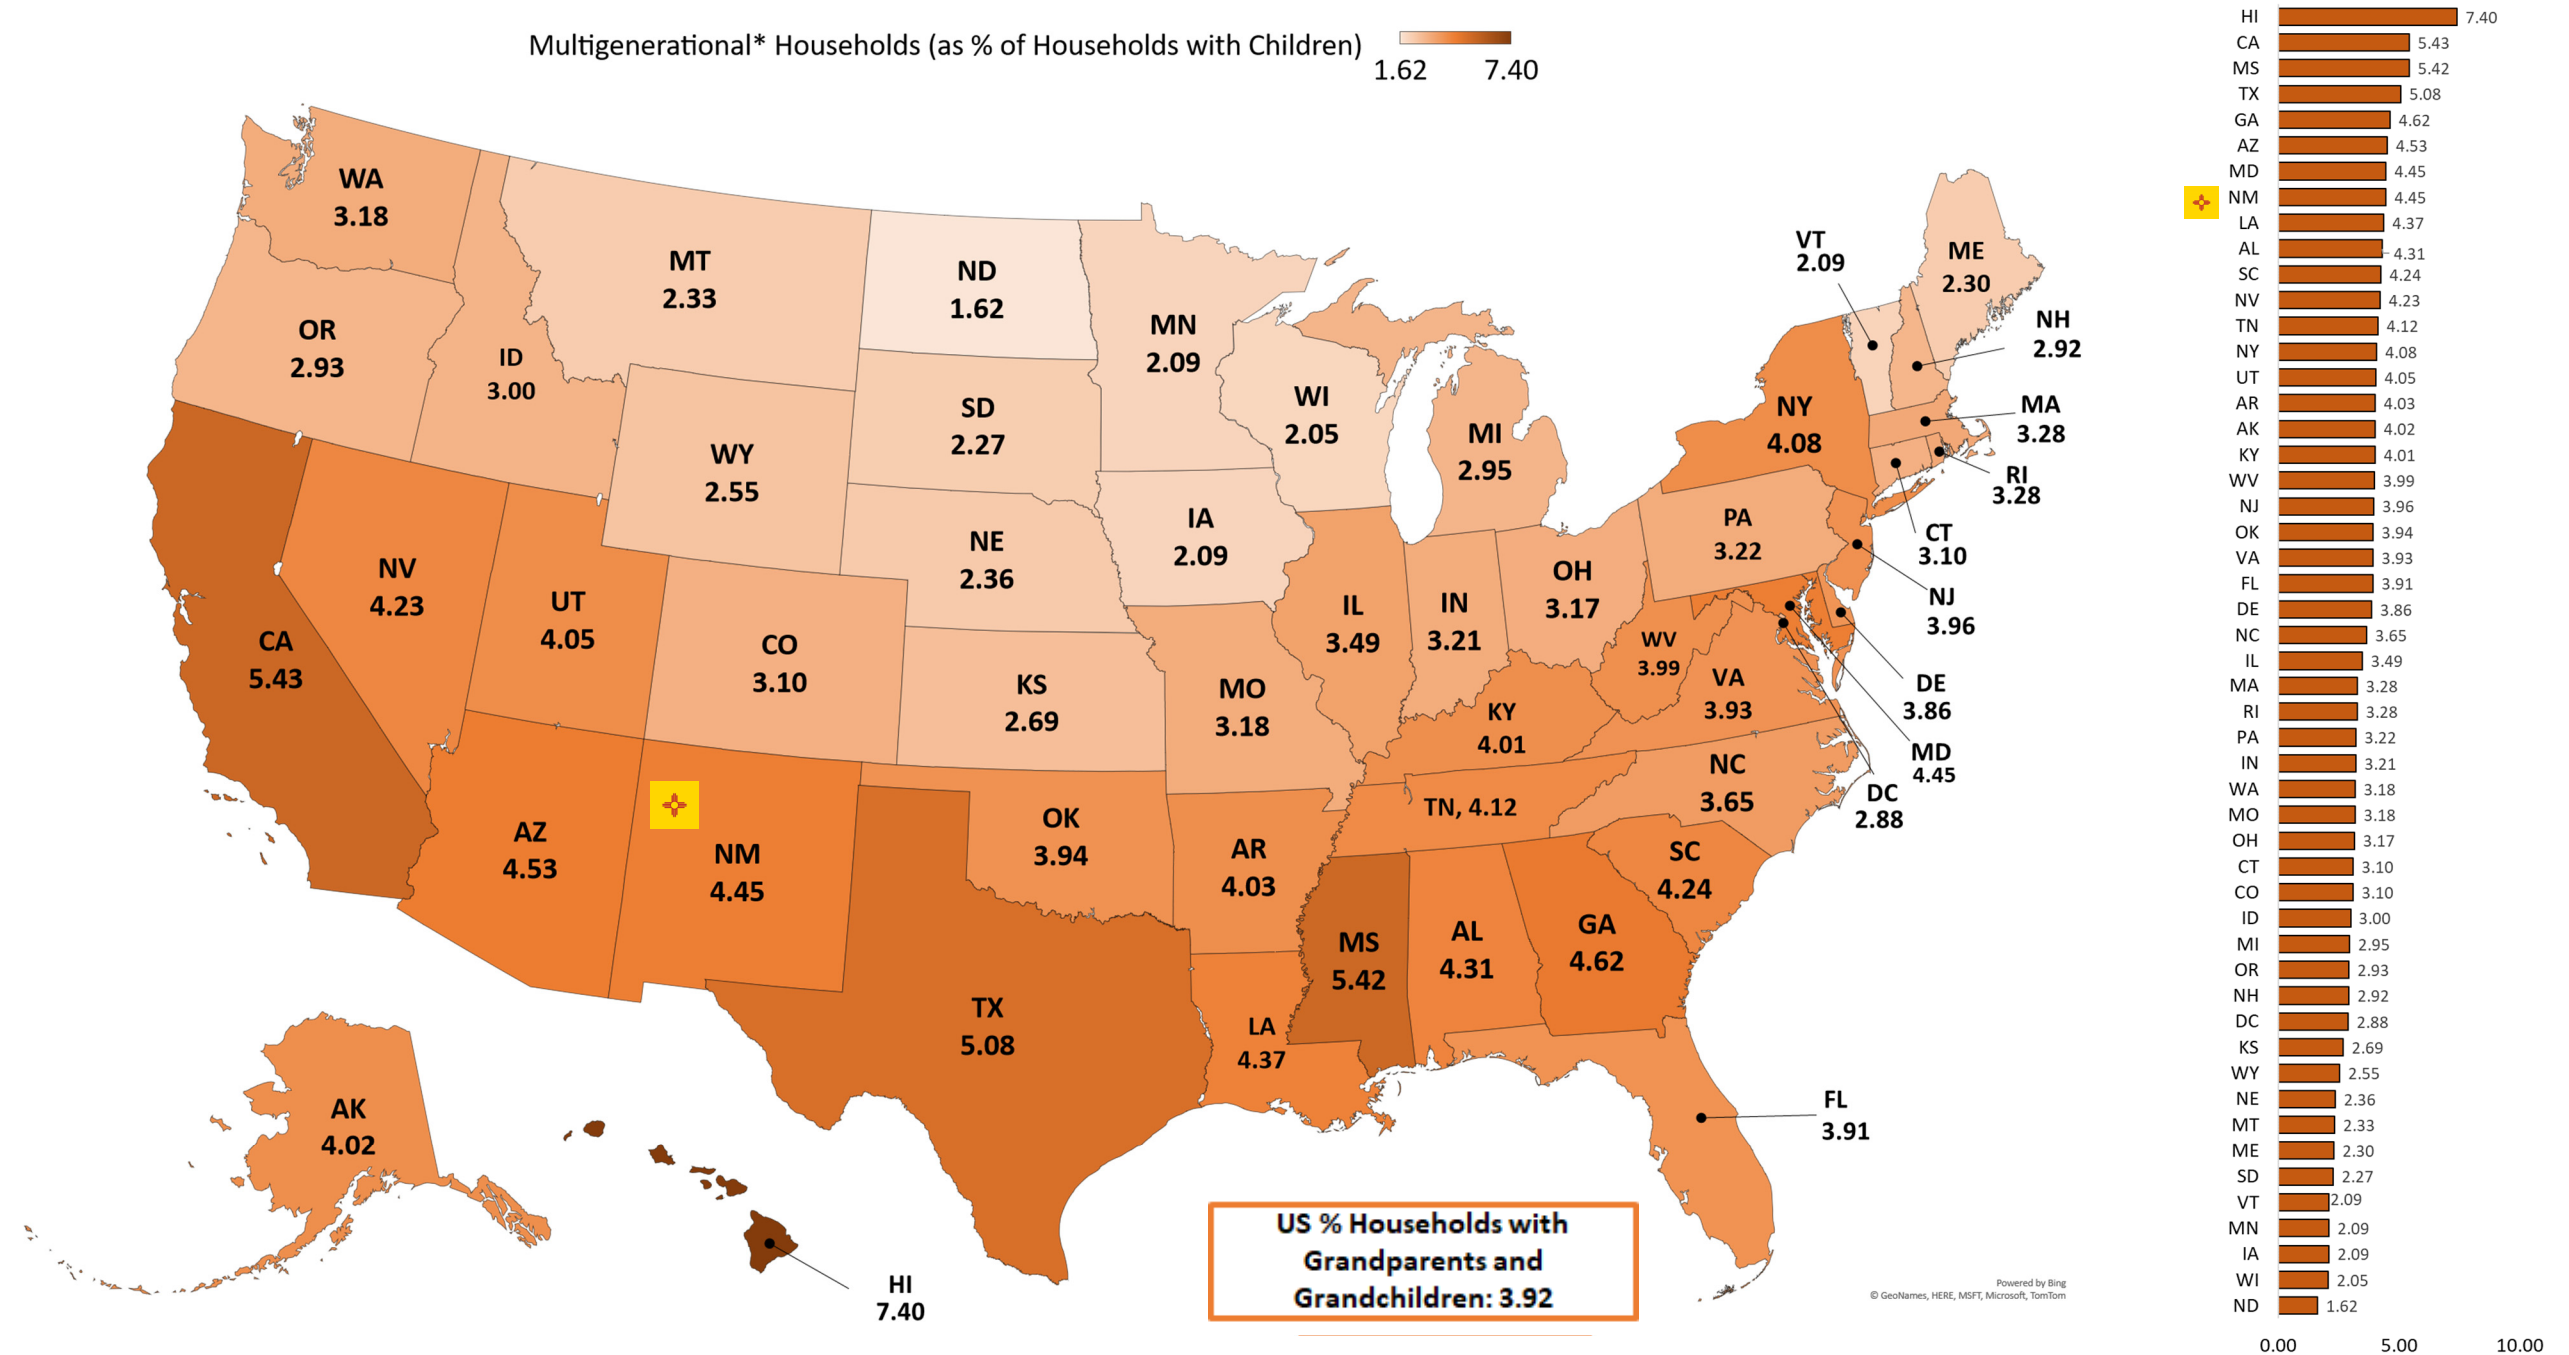 Multigenerational* Households (as % of Households with Children)
1.62 7.40
WA
3.18
OR
2.93
ID
3.00
MT
2.33
ND
1.62
MN
2.09
WI
2.05
SD
2.27
WY
2.55
NE
2.36
IA
2.09
MI
2.95
VT
2.09
ME
2.30
NH
2.92
MA
3.28
RI
3.28
CT
3.10
NY
4.08
PA
3.22
NJ
3.96
DE
3.86
MD
4.45
DC
2.88
CA
5.43
NV
4.23
UT
4.05
CO
3.10
KS
2.69
MO
3.18
IL
3.49
IN
3.21
OH
3.17
WV
3.99
VA
3.93
KY
4.01
NC
3.65
TN, 4.12
AZ
4.53
NM
4.45
OK
3.94
AR
4.03
SC
4.24
MS
5.42
AL
4.31
GA
4.62
TX
5.08
LA
4.37
FL
3.91
AK
4.02
HI
7.40
US % Households with
Grandparents and
Grandchildren: 3.92
Powered by Bing
© GeoNames, HERE, MSFT, Microsoft, TomTom
HI 7.40
CA 5.43
MS 5.42
TX 5.08
GA 4.62
AZ 4.53
MD 4.45
NM 4.45
LA 4.37
AL 4.31
SC 4.24
NV 4.23
TN 4.12
NY 4.08
UT 4.05
AR 4.03
AK 4.02
KY 4.01
WV 3.99
NJ 3.96
OK 3.94
VA 3.93
FL 3.91
DE 3.86
NC 3.65
IL 3.49
MA 3.28
RI 3.28
PA 3.22
IN 3.21
WA 3.18
MO 3.18
OH 3.17
CT 3.10
CO 3.10
ID 3.00
MI 2.95
OR 2.93
NH 2.92
DC 2.88
KS 2.69
WY 2.55
NE 2.36
MT 2.33
ME 2.30
SD 2.27
VT 2.09
MN 2.09
IA 2.09
WI 2.05
ND 1.62
0.00 5.00 10.00